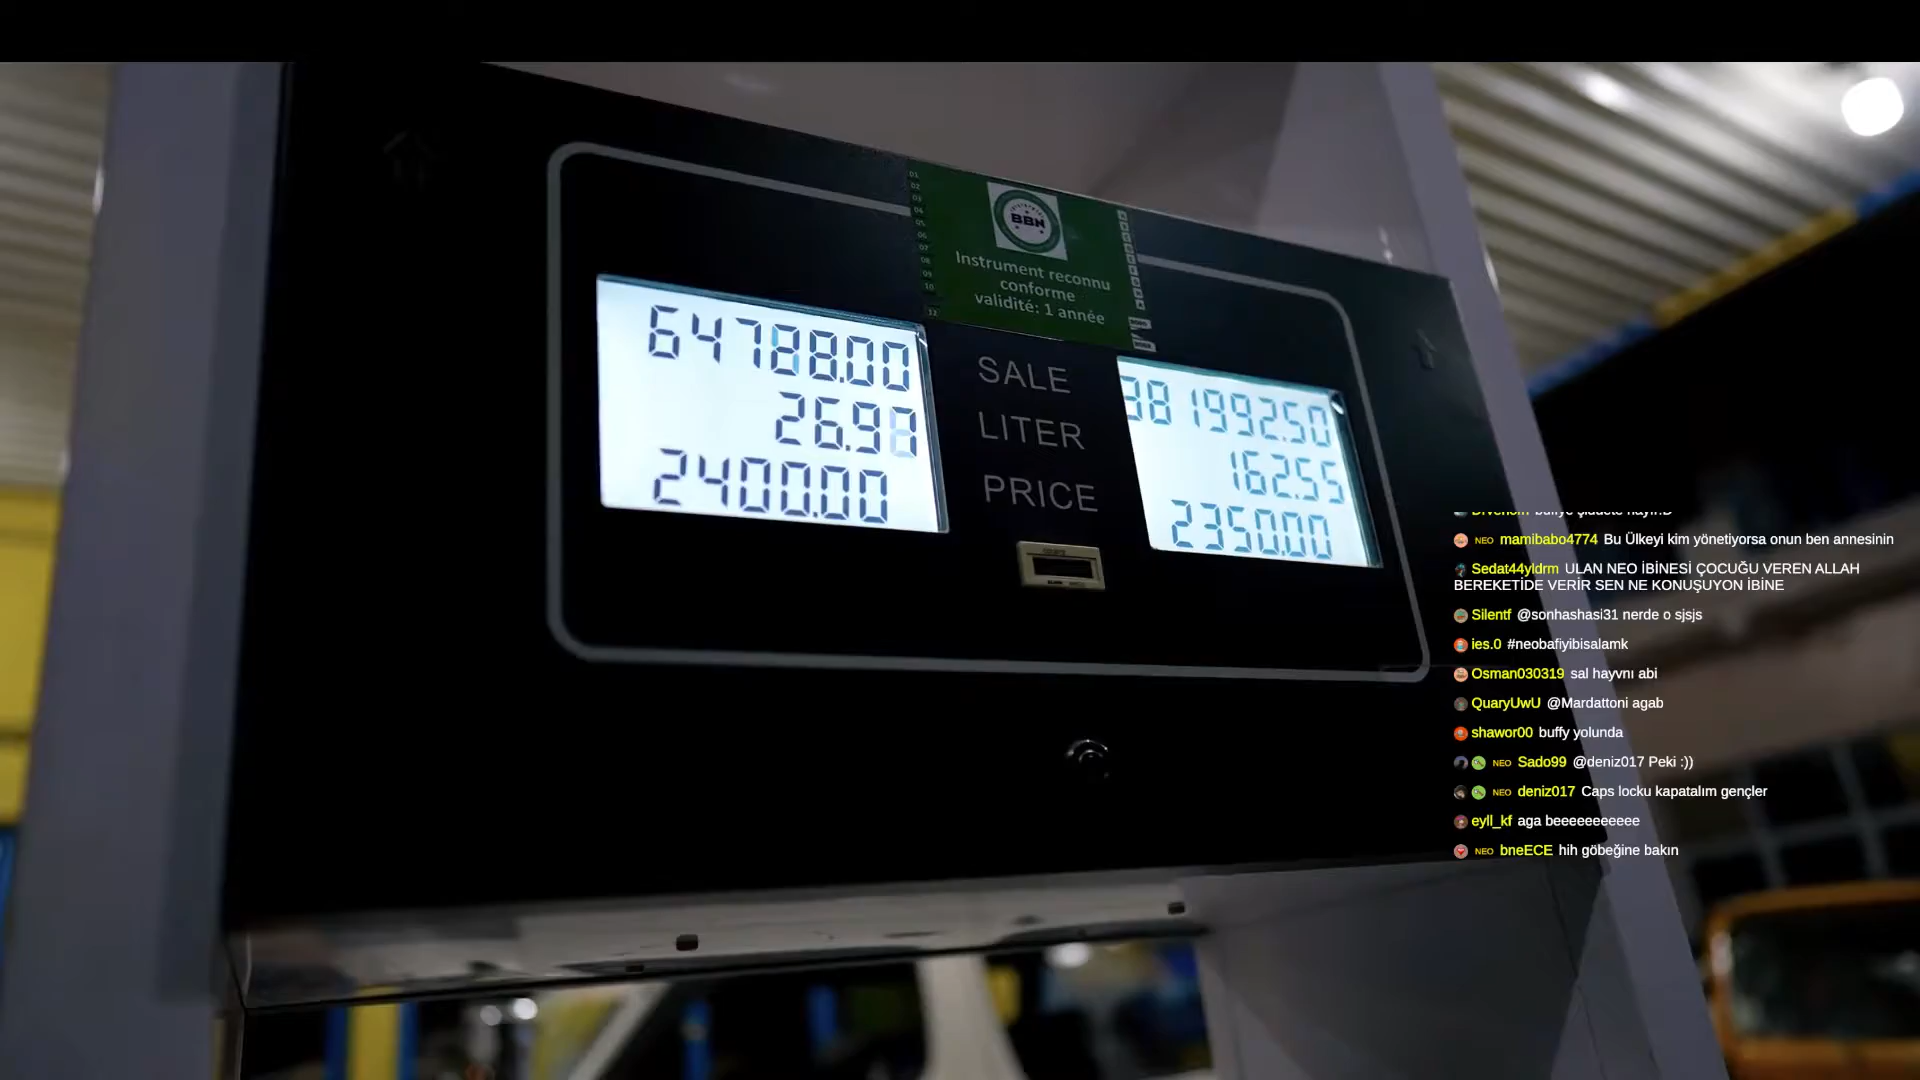 BBN
Instrument reconnu
conforme
validité: 1 année
64788.00
26.97
2400.00
SALE
LITER
PRICE
381992.50
162.55
2350.00
NEO mamibabo4774 Bu Ülkeyi kim yönetiyorsa onun ben annesinin
Sedat44yldrm ULAN NEO İBİNESİ ÇOCUĞU VEREN ALLAH
BEREKETİDE VERİR SEN NE KONUŞUYON İBİNE
Silentf @sonhashasi31 nerde o sjsjs
ies.0 #neobafiyibisalamk
Osman030319 sal hayvnı abi
QuaryUwU @Mardattoni agab
shawor00 buffy yolunda
NEO Sado99 @deniz017 Peki :))
NEO deniz017 Caps locku kapatalım gençler
eyll_kf aga beeeeeeeeeee
NEO bneECE hih göbeğine bakın